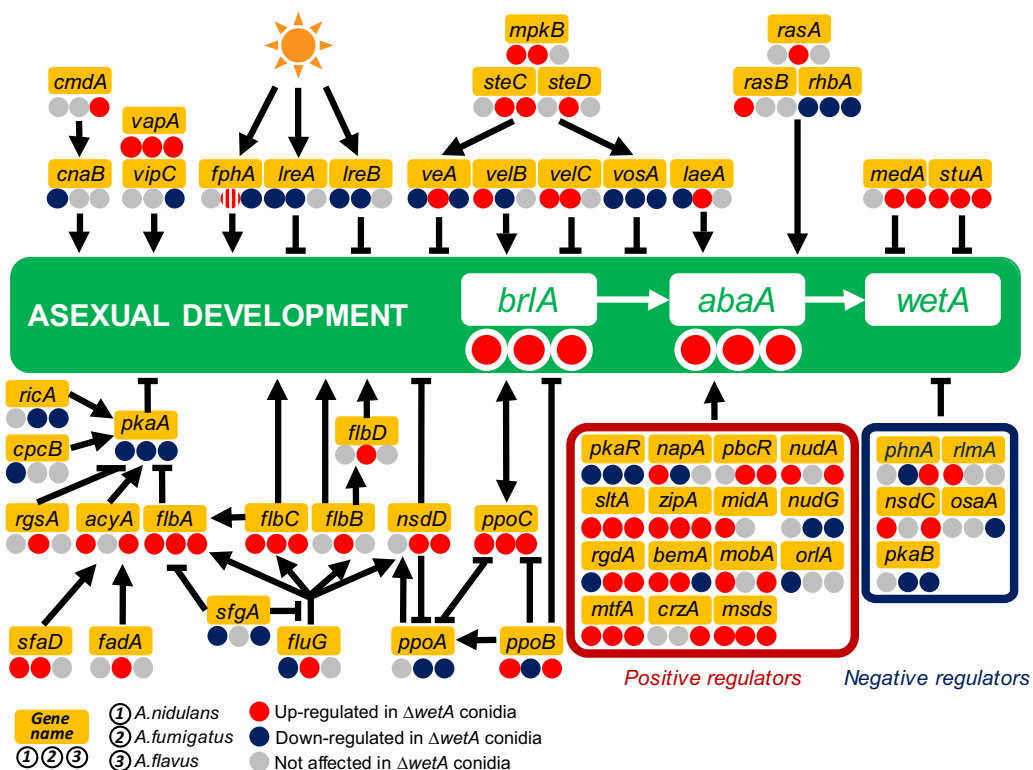 mpkB
rasA
cmdA
steC steD
rasB rhbA
vapA
cnaB vipC fphA lreA lreB veA velB velC vosA laeA medA stuA
ASEXUAL DEVELOPMENT
brlA abaA wetA
ricA
pkaA
cpcB
flbD
rgsA acyA flbA flbC flbB nsdD ppoC
sfgA
sfaD fadA fluG ppoA ppoB
pkaR napA pbcR nudA
sltA zipA midA nudG
rgdA bemA mobA orlA
mtfA crzA msds
Positive regulators
phnA rlmA
nsdC osaA
pkaB
Negative regulators
Gene
name
1 2 3
1 A.nidulans
2 A.fumigatus
3 A.flavus
Up-regulated in ΔwetA conidia
Down-regulated in ΔwetA conidia
Not affected in ΔwetA conidia